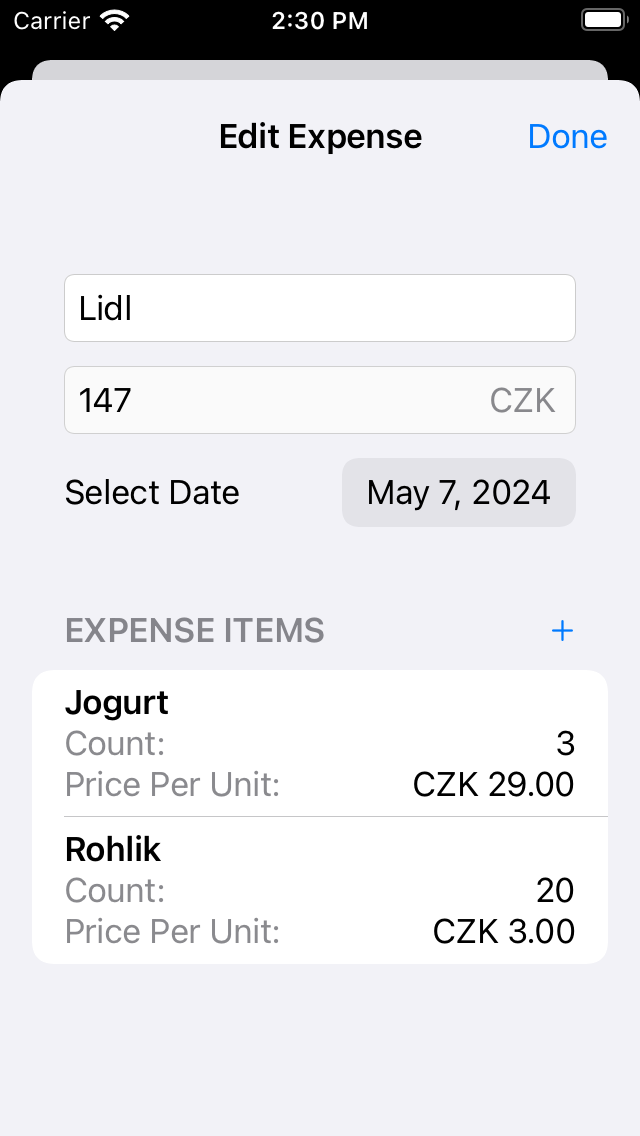 Carrier 2:30 PM
Edit Expense Done
Lidl
147 CZK
Select Date May 7, 2024
EXPENSE ITEMS +
Jogurt
Count: 3
Price Per Unit: CZK 29.00
Rohlik
Count: 20
Price Per Unit: CZK 3.00